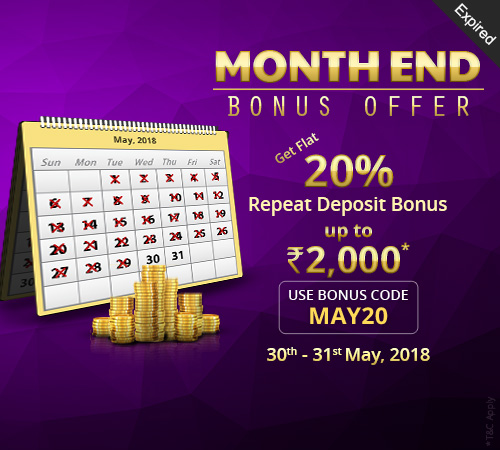 Expired
MONTH END
BONUS OFFER
Get Flat
20%
Repeat Deposit Bonus
up to
₹2,000*
USE BONUS CODE
MAY20
30th - 31st May, 2018
May, 2018
Sun Mon Tue Wed Thu Fri Sat
1 2 3 4 5
6 7 8 9 10 11 12
13 14 15 16 17 18 19
20 21 22 23 24 25 26
27 28 29 30 31
30
*T&C Apply